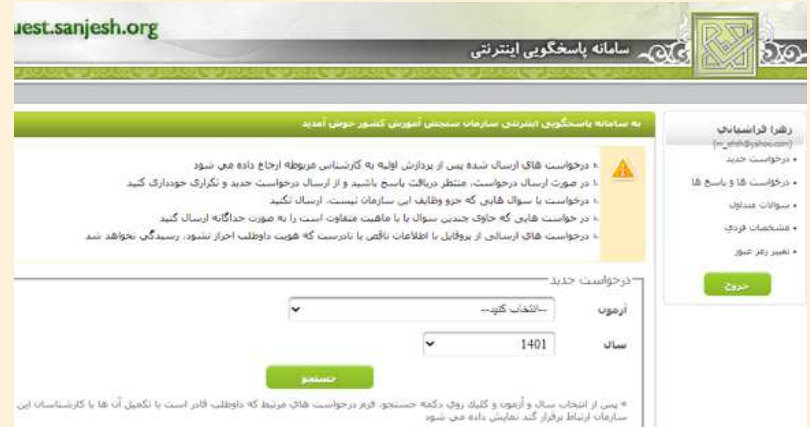 uest.sanjesh.org
سامانه پاسخگویی اینترنتی
به سامانه پاسخگویی اینترنتی سازمان سنجش آموزش کشور خوش آمدید
درخواست های ارسال شده پس از پردازش اولیه به کارشناس مربوطه ارجاع داده می شود
در صورت ارسال درخواست، منتظر دریافت پاسخ باشید و از ارسال درخواست جدید و تکراری خودداری کنید
درخواست یا سوال هایی که جزو وظایف این سازمان نیست، ارسال نکنید
در خواست هایی که حاوی چندین سوال یا با ماهیت متفاوت است را به صورت جداگانه ارسال کنید
درخواست های ارسالی از پروفایل با اطلاعات ناقص یا نادرست که هویت داوطلب احراز نشود، رسیدگی نخواهد شد
زهرا
• درخواست جدید
• درخواست ها و پاسخ ها
• سوالات متداول
• مشخصات فردی
• تغییر رمز عبور
خروج
درخواست جدید
آزمون --انتخاب کنید--
سال 1401
جستجو
» پس از انتخاب سال و آزمون و کلیک روی دکمه جستجو، فرم درخواست های مرتبط که داوطلب قادر است با تکمیل آن ها با کارشناسان این
سازمان ارتباط برقرار کند نمایش داده می شود